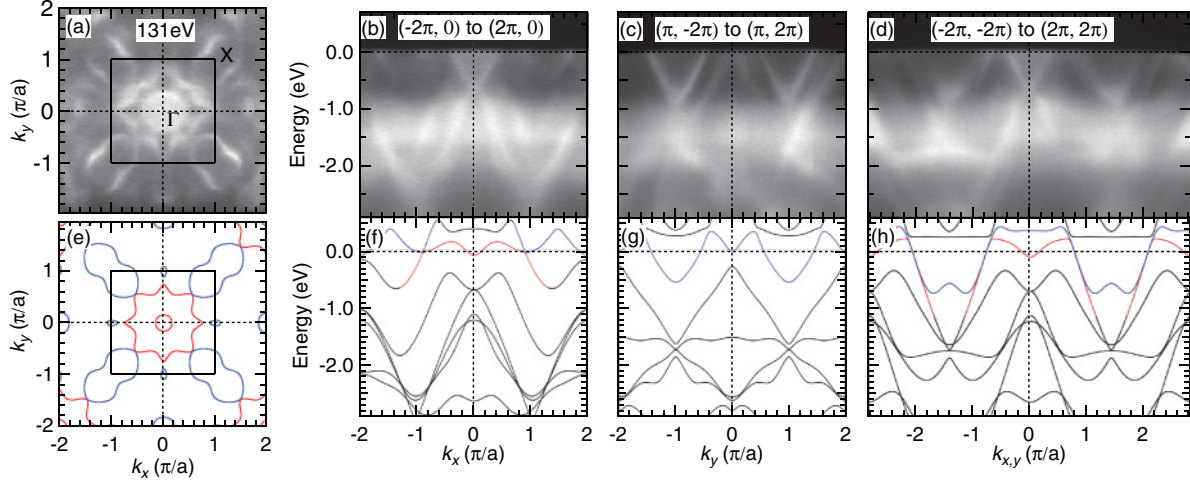 (a) 131eV X
Γ
(b) (-2π, 0) to (2π, 0)
(c) (π, -2π) to (π, 2π)
(d) (-2π, -2π) to (2π, 2π)
2
1
0
-1
k_y (π/a)
0.0
-1.0
-2.0
Energy (eV)
(e)
(f)
(g)
(h)
2
1
0
-1
-2
k_y (π/a)
0.0
-1.0
-2.0
Energy (eV)
-2 -1 0 1 2
k_x (π/a)
-2 -1 0 1 2
k_x (π/a)
-2 -1 0 1 2
k_y (π/a)
-2 -1 0 1 2
k_x,y (π/a)